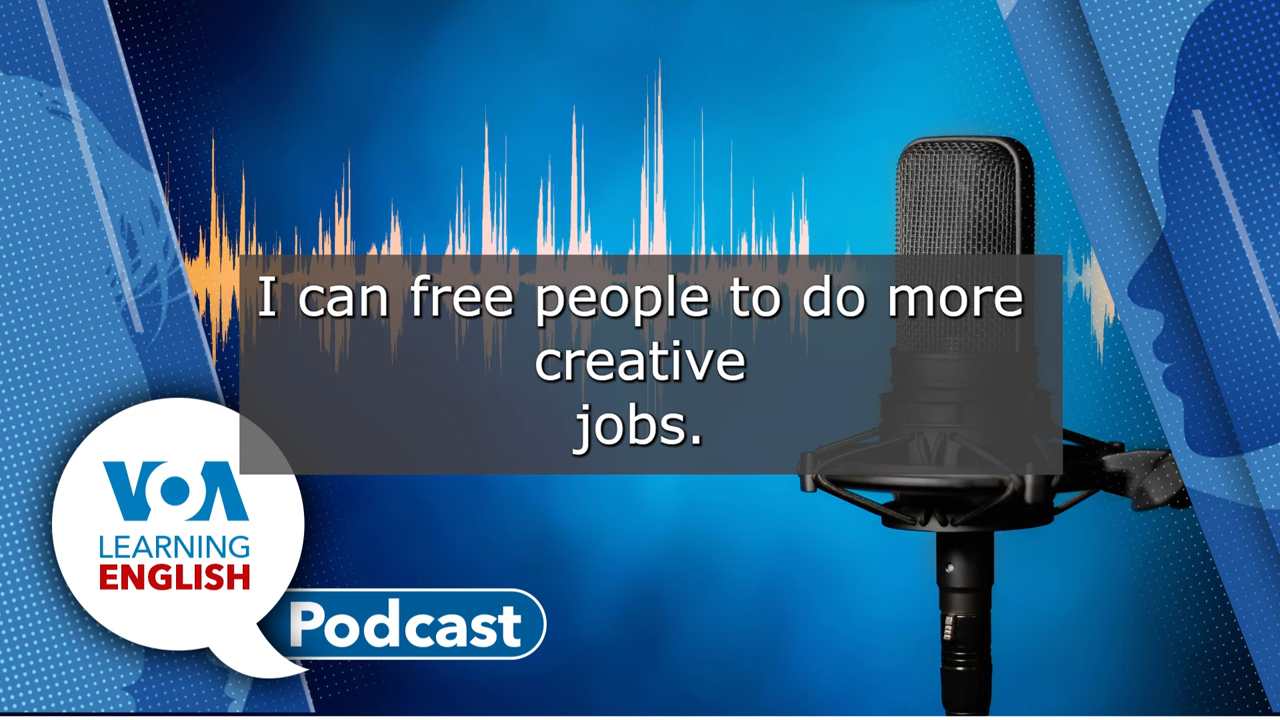 I can free people to do more
creative
jobs.
VOA
LEARNING
ENGLISH
Podcast